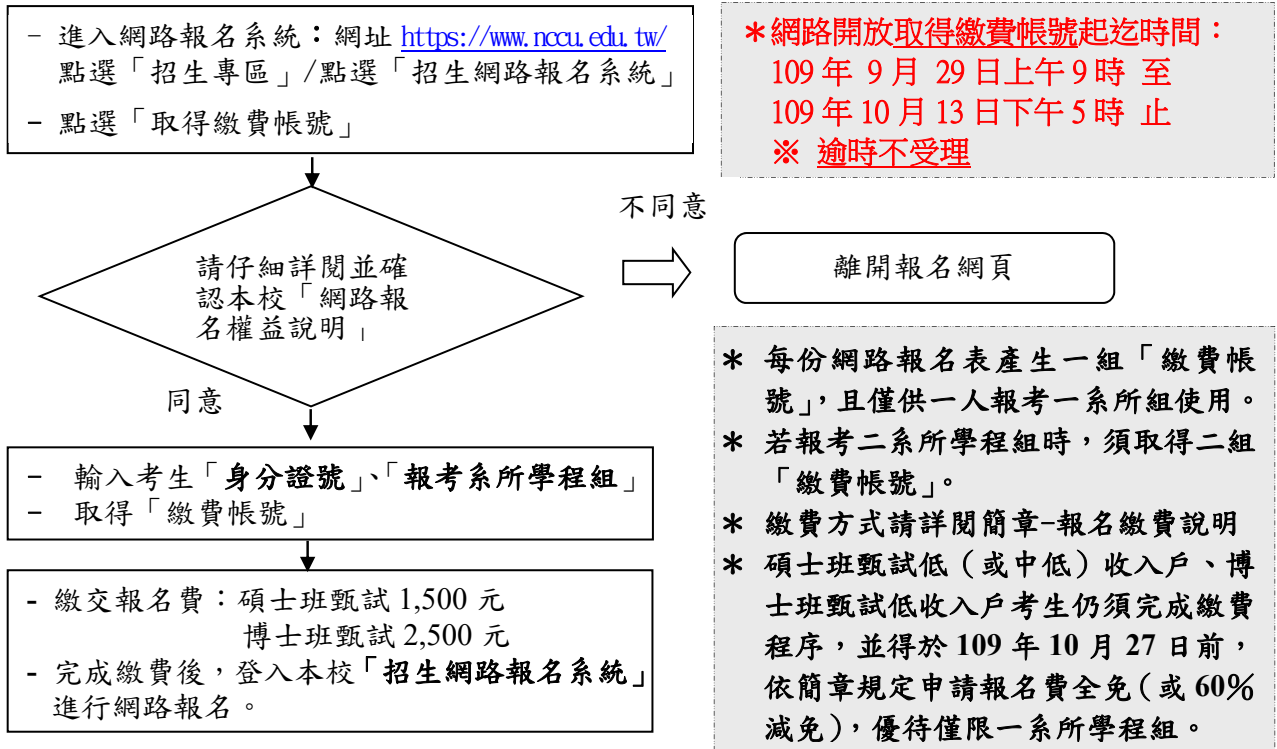 - 進入網路報名系統：網址 https://www.nccu.edu.tw/
點選「招生專區」/點選「招生網路報名系統」
- 點選「取得繳費帳號」
＊網路開放取得繳費帳號起迄時間：
109 年 9 月 29 日上午 9 時 至
109 年 10 月 13 日下午 5 時 止
※ 逾時不受理
不同意
請仔細詳閱並確
認本校「網路報
名權益說明」
離開報名網頁
同意
- 輸入考生「身分證號」、「報考系所學程組」
- 取得「繳費帳號」
- 繳交報名費：碩士班甄試 1,500 元
博士班甄試 2,500 元
- 完成繳費後，登入本校「招生網路報名系統」
進行網路報名。
＊ 每份網路報名表產生一組「繳費帳
號」，且僅供一人報考一系所組使用。
＊ 若報考二系所學程組時，須取得二組
「繳費帳號」。
＊ 繳費方式請詳閱簡章-報名繳費說明
＊ 碩士班甄試低（或中低）收入戶、博
士班甄試低收入戶考生仍須完成繳費
程序，並得於 109 年 10 月 27 日前，
依簡章規定申請報名費全免（或 60%
減免），優待僅限一系所學程組。